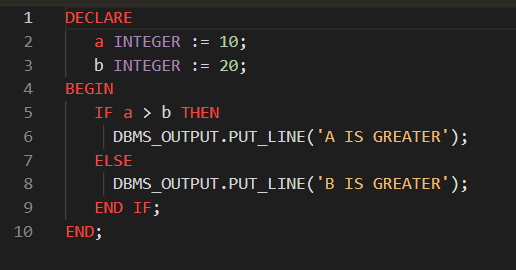 1 DECLARE
2 a INTEGER := 10;
3 b INTEGER := 20;
4 BEGIN
5 IF a > b THEN
6 DBMS_OUTPUT.PUT_LINE('A IS GREATER');
7 ELSE
8 DBMS_OUTPUT.PUT_LINE('B IS GREATER');
9 END IF;
10 END;